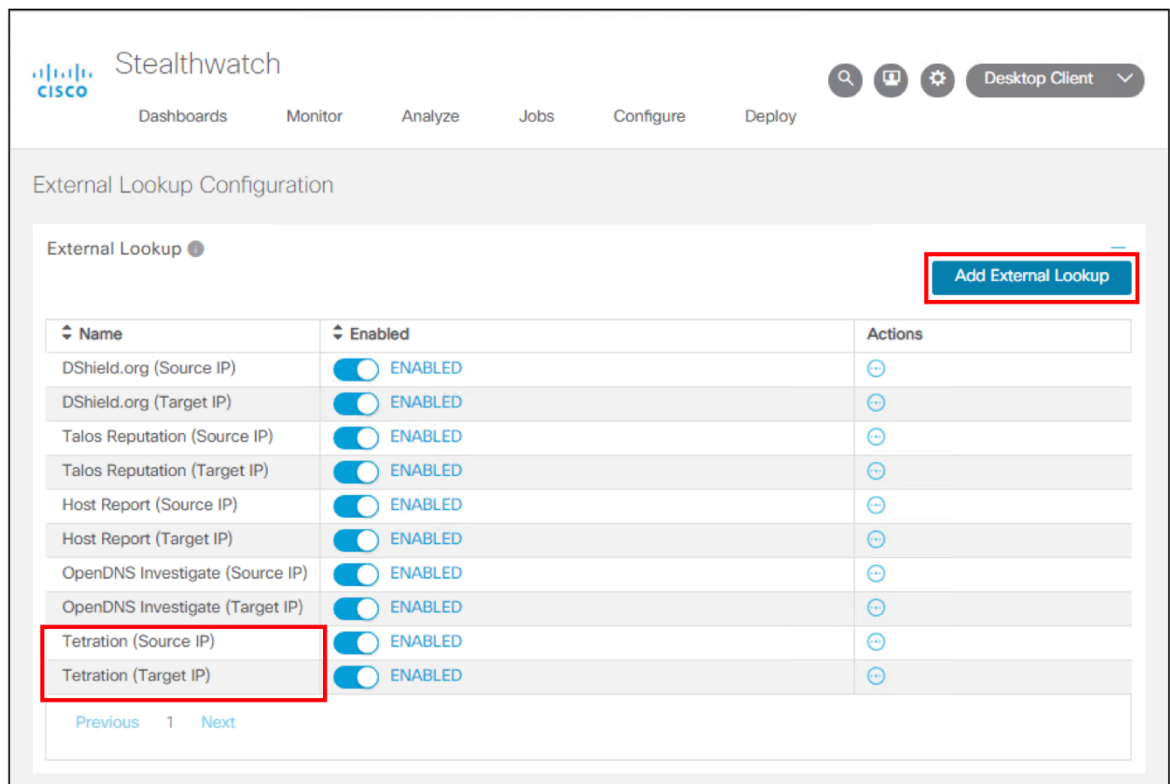 Stealthwatch
CISCO
Desktop Client
Dashboards Monitor Analyze Jobs Configure Deploy
External Lookup Configuration
External Lookup
Add External Lookup
Name Enabled Actions
DShield.org (Source IP) ENABLED
DShield.org (Target IP) ENABLED
Talos Reputation (Source IP) ENABLED
Talos Reputation (Target IP) ENABLED
Host Report (Source IP) ENABLED
Host Report (Target IP) ENABLED
OpenDNS Investigate (Source IP) ENABLED
OpenDNS Investigate (Target IP) ENABLED
Tetration (Source IP) ENABLED
Tetration (Target IP) ENABLED
Previous 1 Next